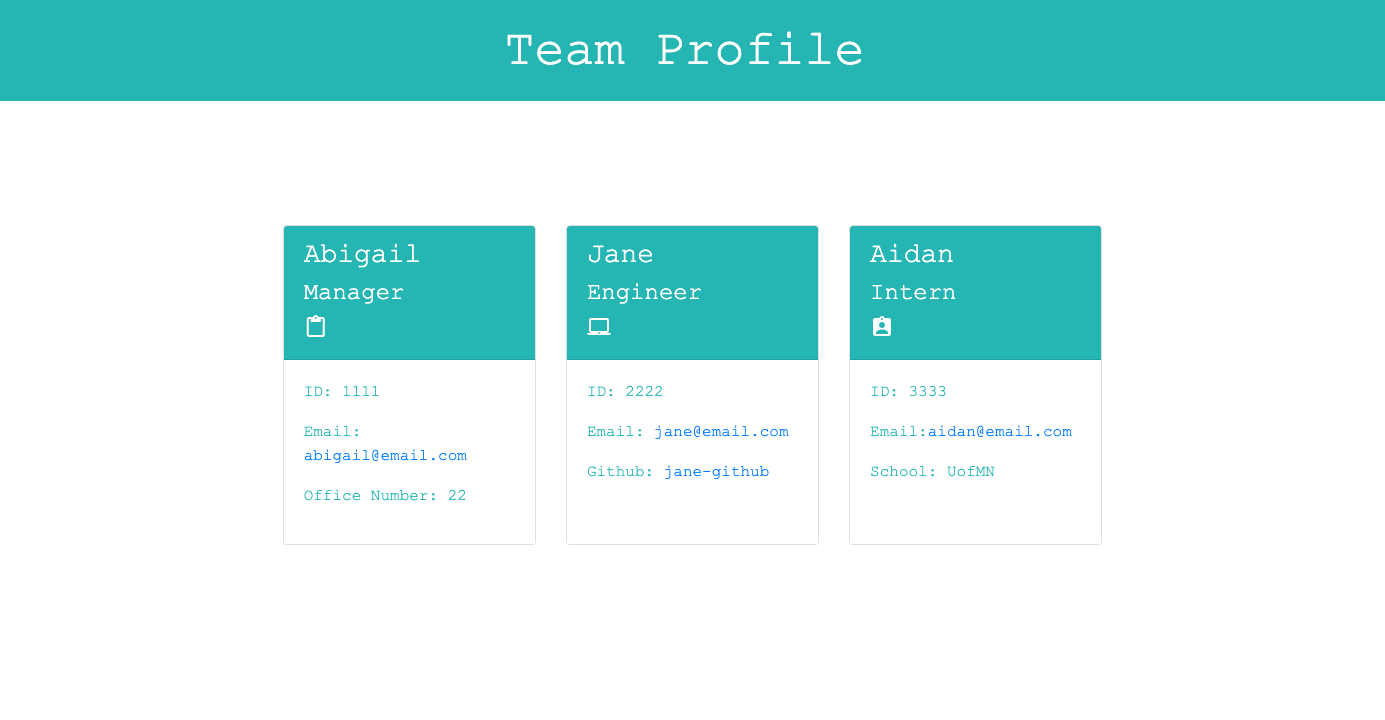 Team Profile
Abigail
Manager
ID: 1111
Email:
abigail@email.com
Office Number: 22
Jane
Engineer
ID: 2222
Email: jane@email.com
Github: jane-github
Aidan
Intern
ID: 3333
Email:aidan@email.com
School: UofMN